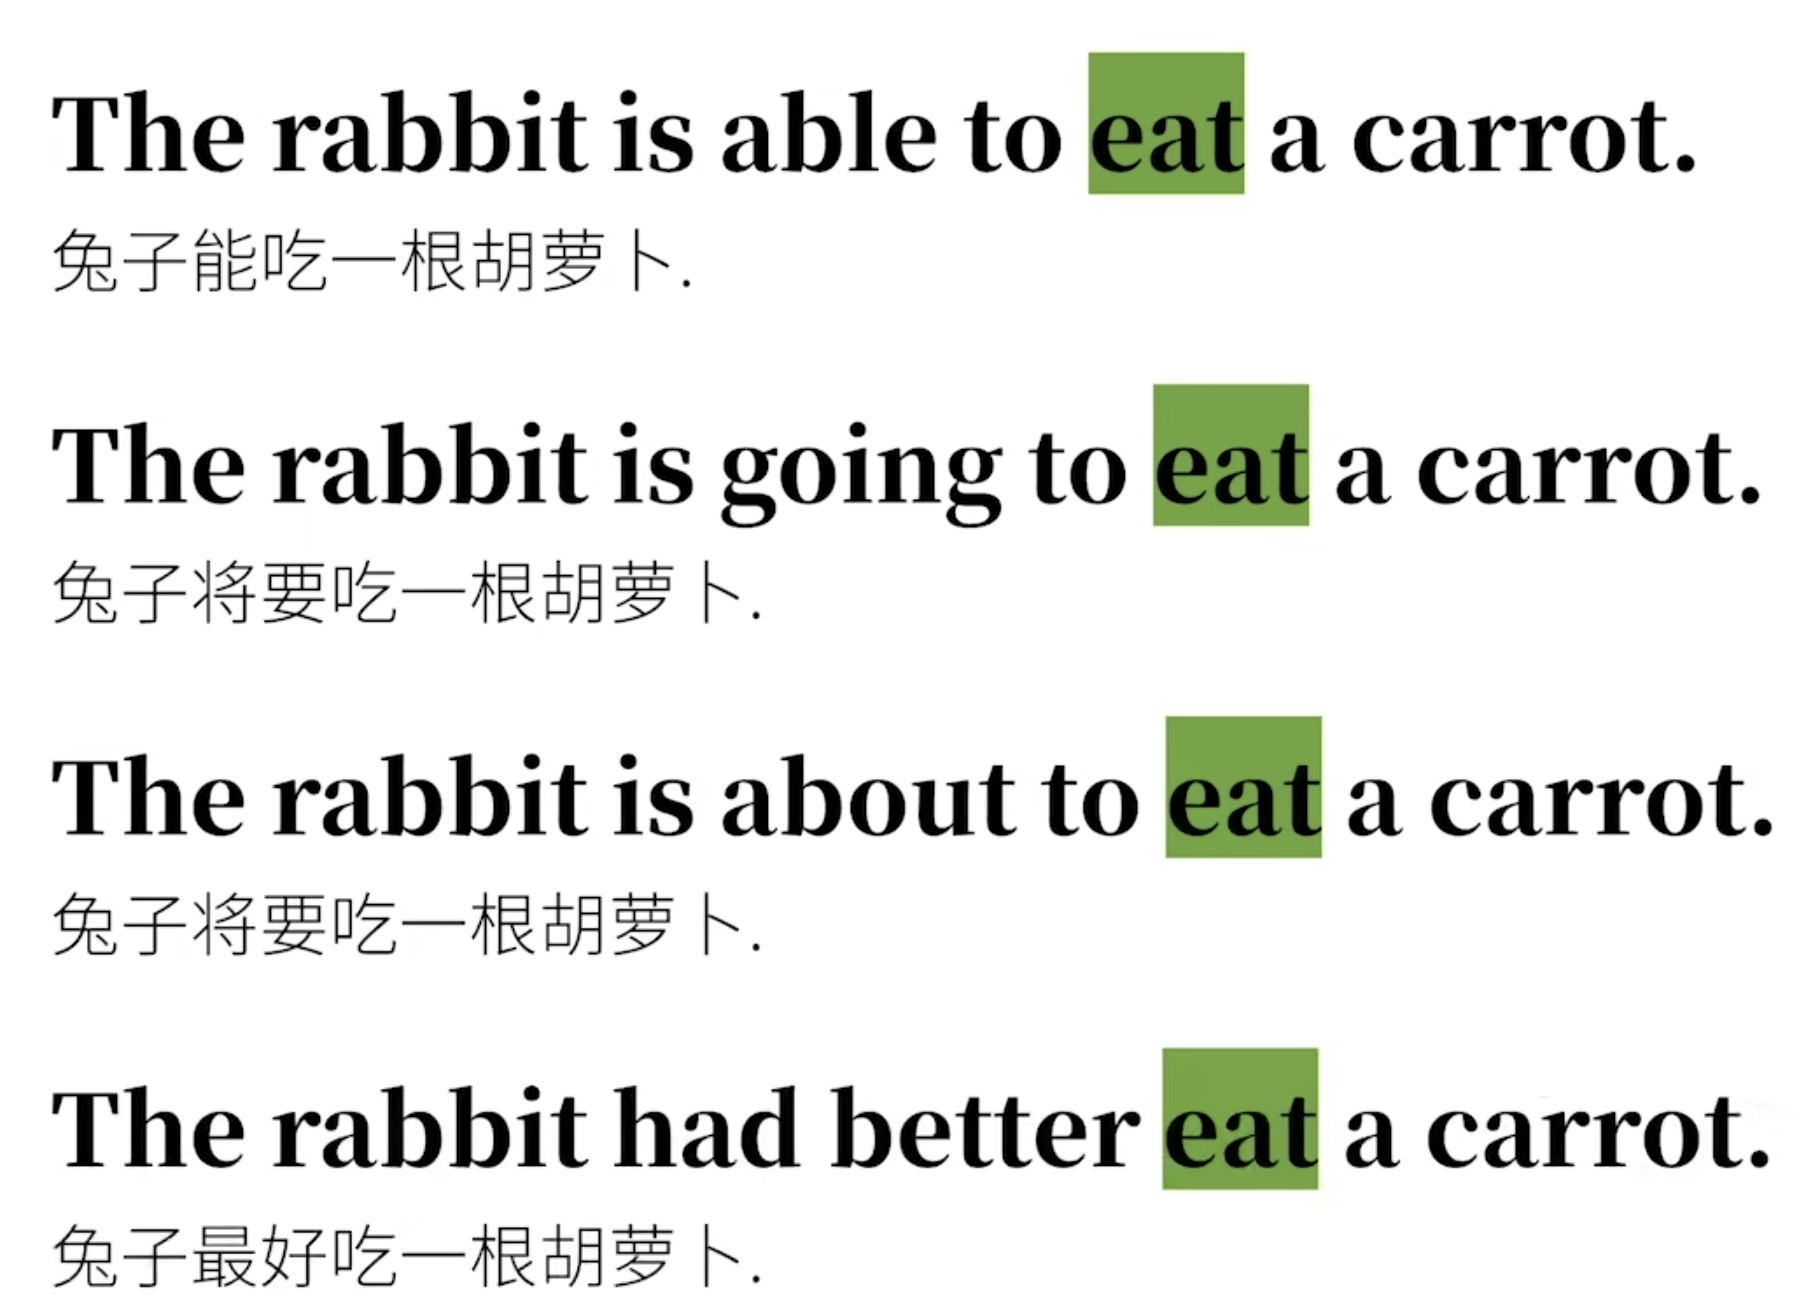 The rabbit is able to eat a carrot.
兔子能吃一根胡萝卜.
The rabbit is going to eat a carrot.
兔子将要吃一根胡萝卜.
The rabbit is about to eat a carrot.
兔子将要吃一根胡萝卜.
The rabbit had better eat a carrot.
兔子最好吃一根胡萝卜.